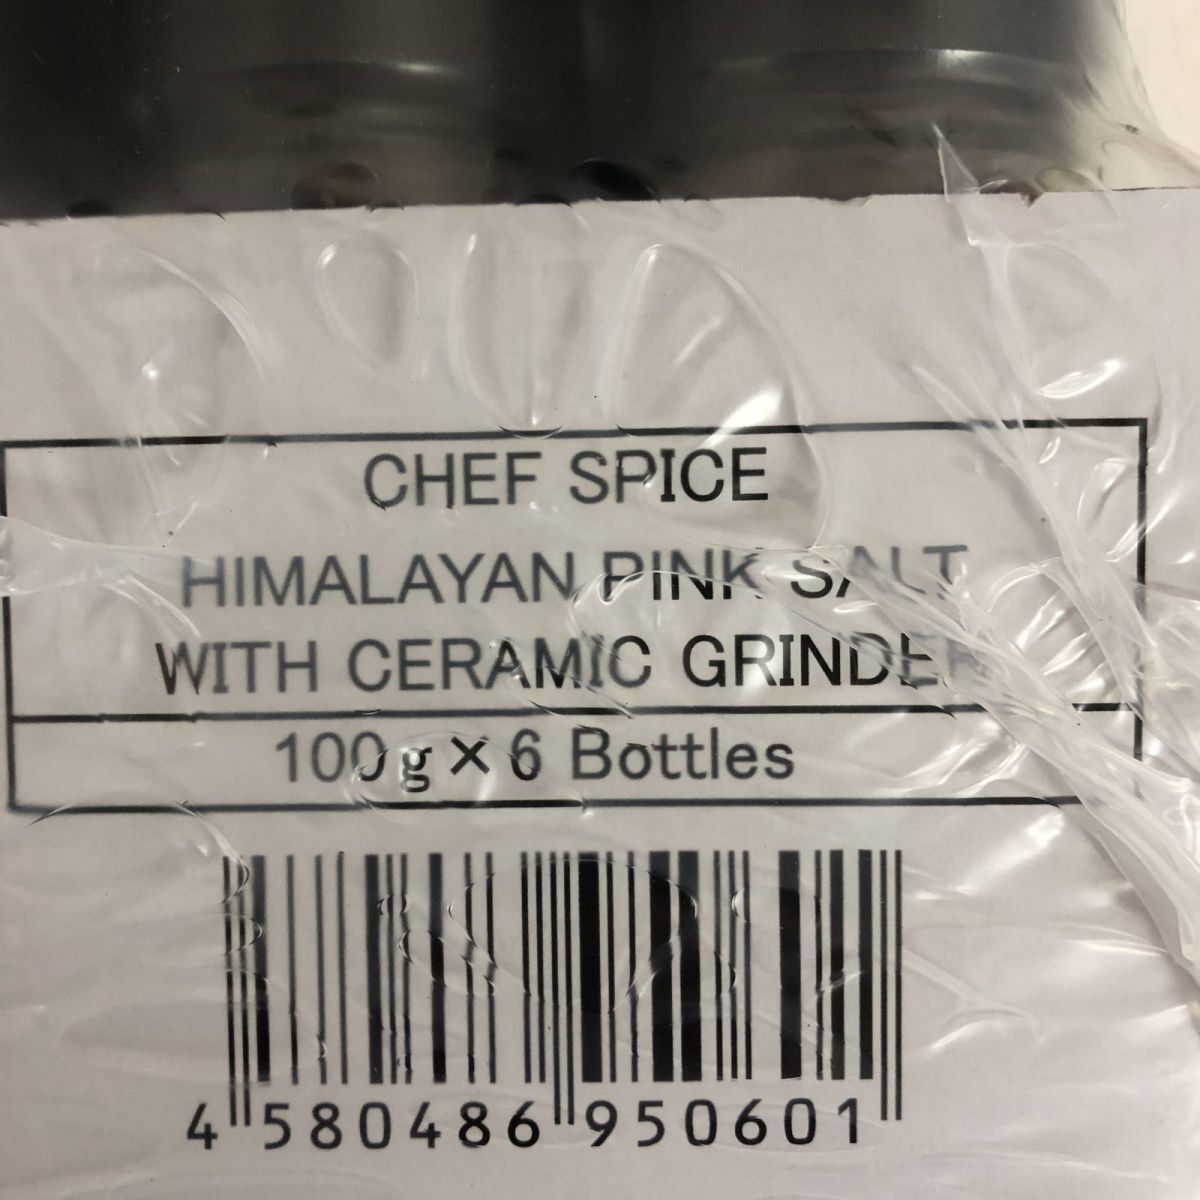 CHEF SPICE
HIMALAYAN PINK SALT
WITH CERAMIC GRINDER
100g×6 Bottles
4 580486 950601